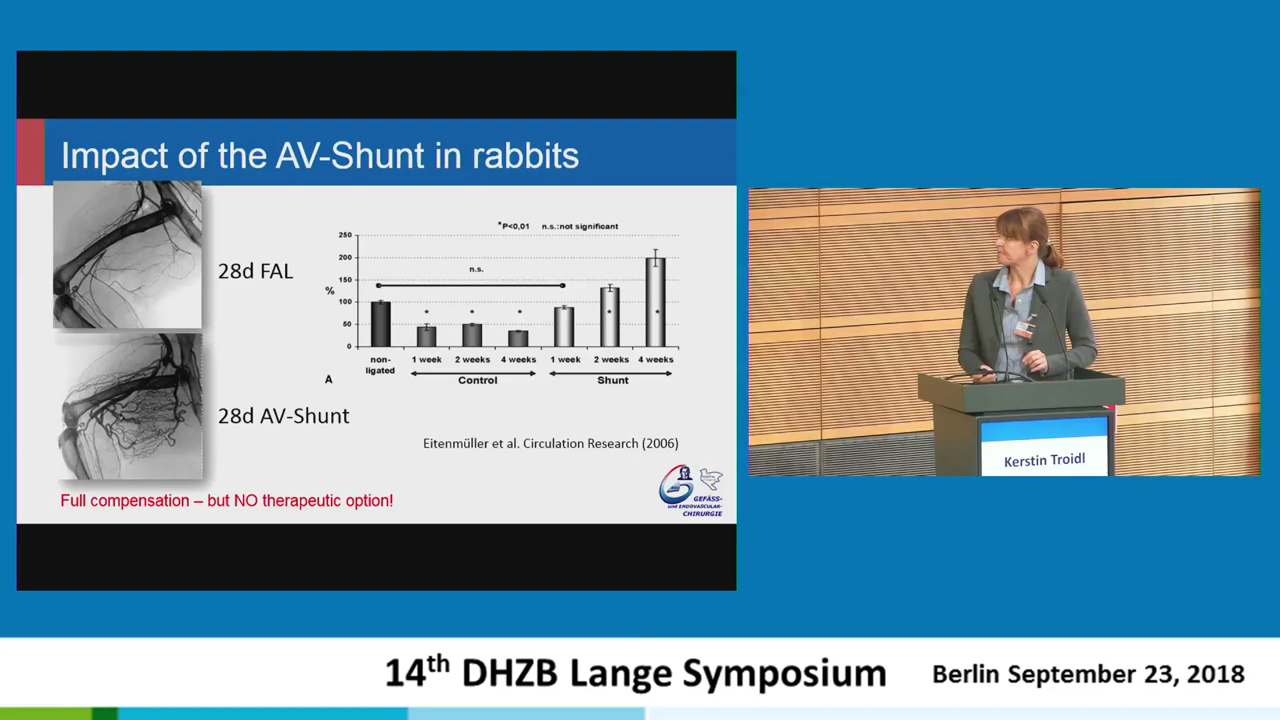 Impact of the AV-Shunt in rabbits
28d FAL
28d AV-Shunt
*P<0,01 n.s.:not significant
250
200
150
100
50
0
%
n.s.
*
*
*
*
*
non-ligated
1 week
2 weeks
4 weeks
1 week
2 weeks
4 weeks
Control
Shunt
A
Eitenmüller et al. Circulation Research (2006)
Full compensation – but NO therapeutic option!
GEFÄSS-
und ENDOVASCULAR-
CHIRURGIE
Kerstin Troidl
14th DHZB Lange Symposium
Berlin September 23, 2018